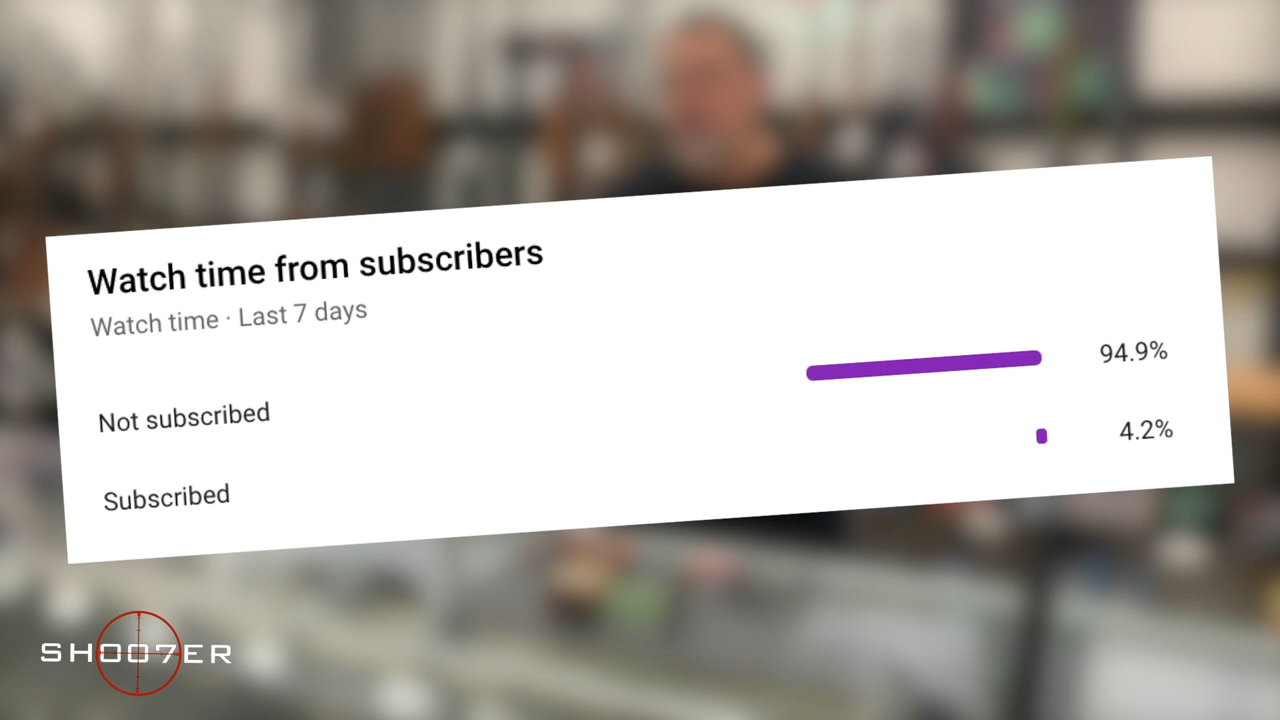 Watch time from subscribers
Watch time · Last 7 days
Not subscribed 94.9%
Subscribed 4.2%
SHOO7ER